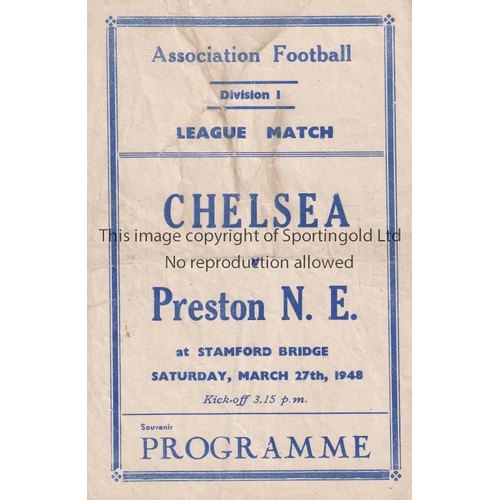 Association Football
Division 1
LEAGUE MATCH
CHELSEA
This image copyright of Sportingold Ltd
v
No reproduction allowed
Preston N. E.
at STAMFORD BRIDGE
SATURDAY, MARCH 27th, 1948
Kick-off 3.15 p.m.
Souvenir
PROGRAMME